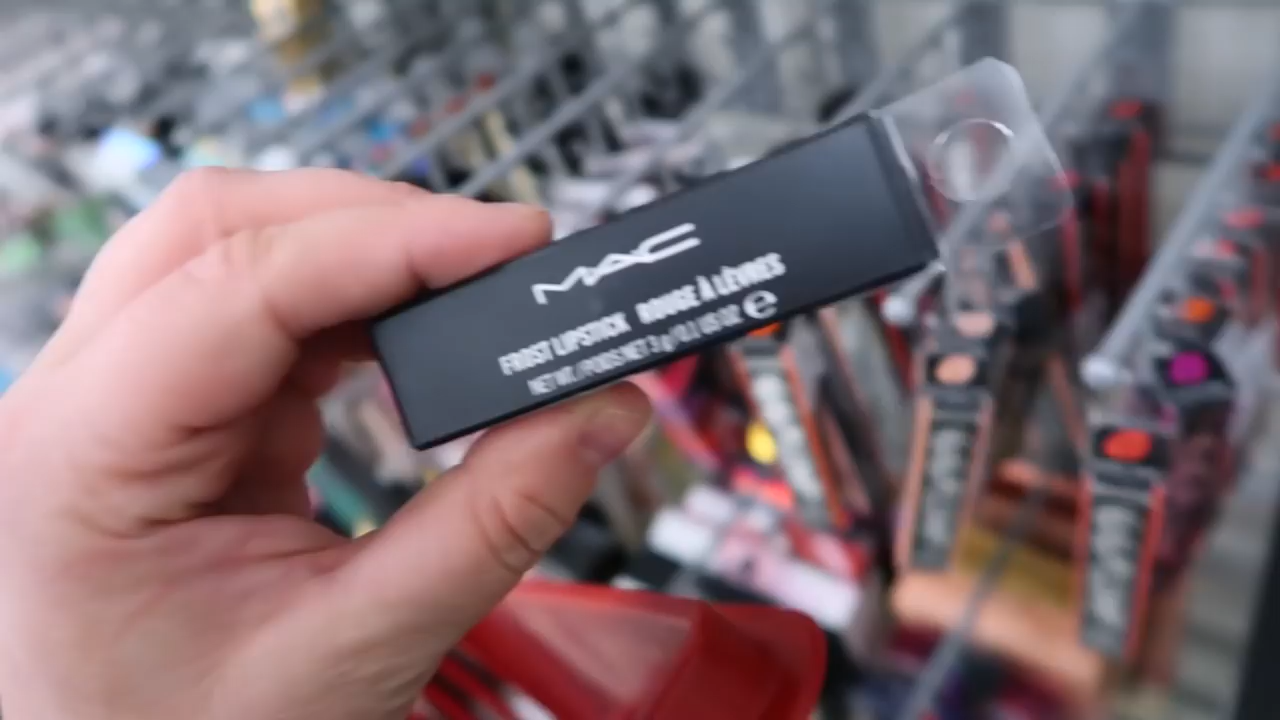 MAC
FROST LIPSTICK ROUGE À LÈVRES
NET WT. / POIDS NET 3 g / 0.1 US OZ ℮